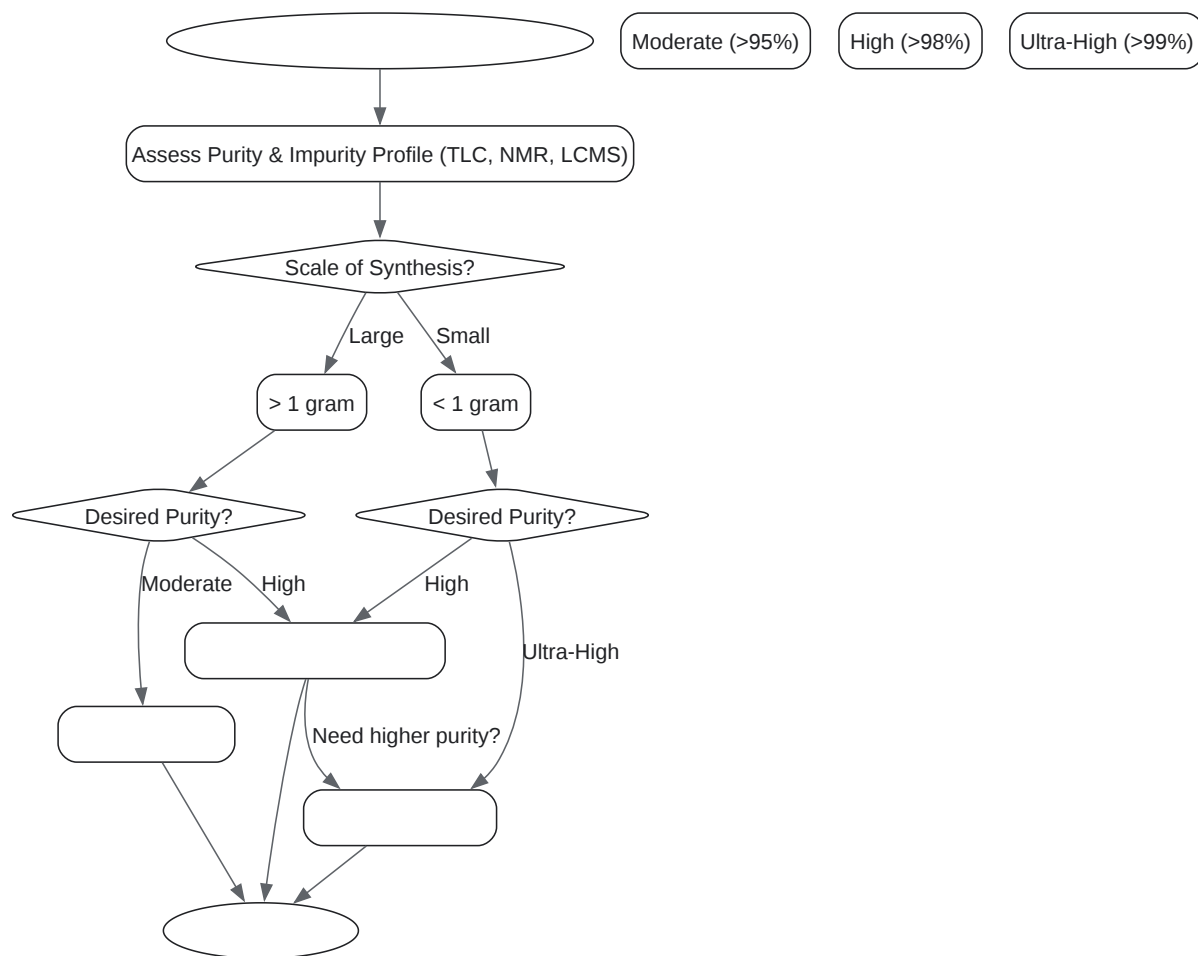 Moderate (>95%)
High (>98%)
Ultra-High (>99%)
Assess Purity & Impurity Profile (TLC, NMR, LCMS)
Scale of Synthesis?
Large
Small
> 1 gram
< 1 gram
Desired Purity?
Desired Purity?
Moderate
High
High
Ultra-High
Need higher purity?